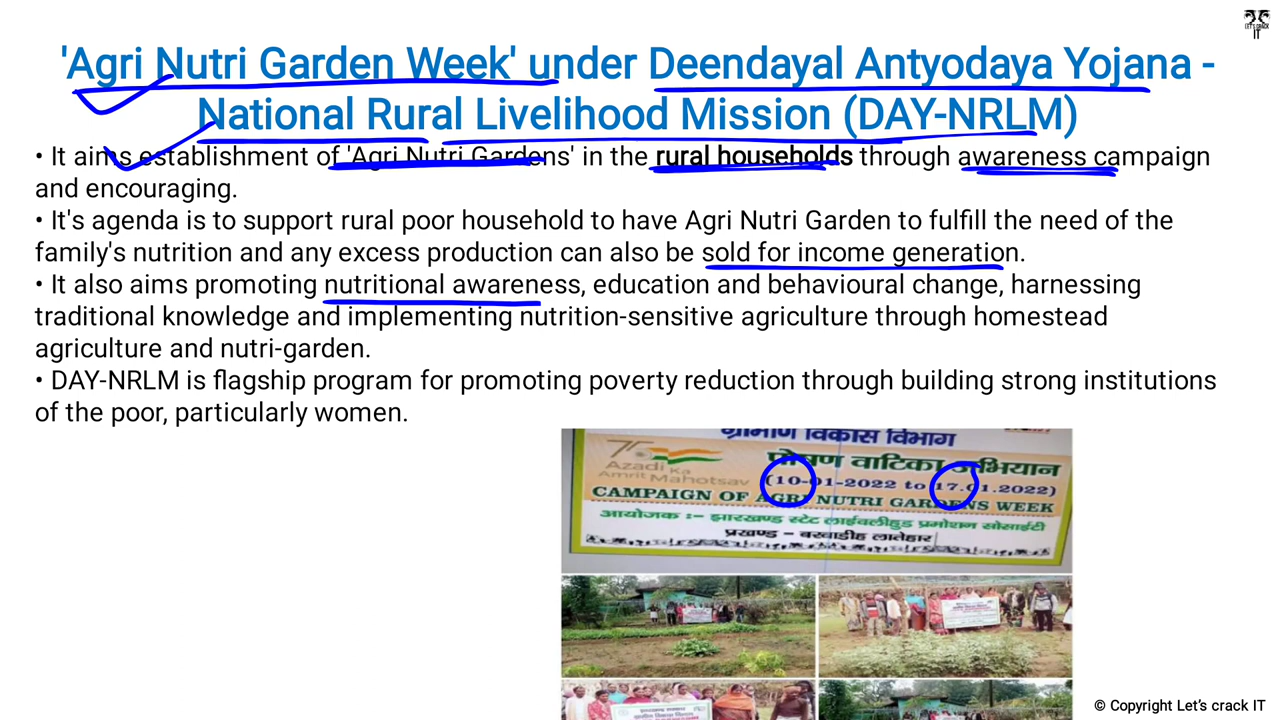 LET'S CRACK
IT
'Agri Nutri Garden Week' under Deendayal Antyodaya Yojana -
National Rural Livelihood Mission (DAY-NRLM)
• It aims establishment of 'Agri Nutri Gardens' in the rural households through awareness campaign
and encouraging.
• It's agenda is to support rural poor household to have Agri Nutri Garden to fulfill the need of the
family's nutrition and any excess production can also be sold for income generation.
• It also aims promoting nutritional awareness, education and behavioural change, harnessing
traditional knowledge and implementing nutrition-sensitive agriculture through homestead
agriculture and nutri-garden.
• DAY-NRLM is flagship program for promoting poverty reduction through building strong institutions
of the poor, particularly women.
ग्रामीण विकास विभाग
पोषण वाटिका अभियान
Azadi Ka
Amrit Mahotsav
(10-01-2022 to 17.01.2022)
CAMPAIGN OF AGRI NUTRI GARDENS WEEK
आयोजक :- झारखण्ड स्टेट लाईवलीहुड प्रमोशन सोसाईटी
प्रखण्ड - बरवाडीह लातेहार
© Copyright Let's crack IT